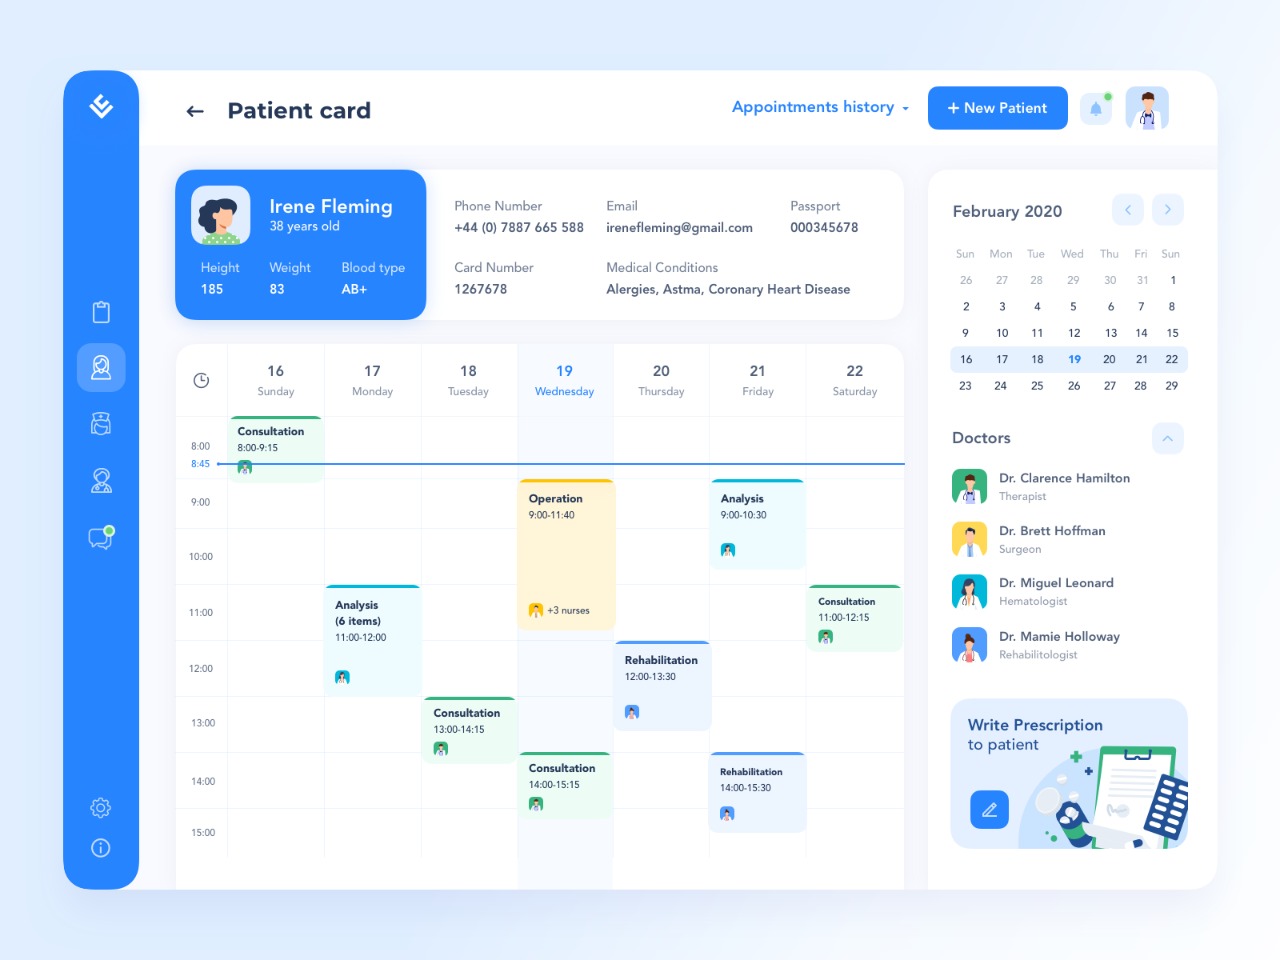 Patient card
Appointments history
+ New Patient
Irene Fleming
38 years old
Height
Weight
Blood type
185
83
AB+
Phone Number
Email
Passport
+44 (0) 7887 665 588
irenefleming@gmail.com
000345678
Card Number
Medical Conditions
1267678
Alergies, Astma, Coronary Heart Disease
16
17
18
19
20
21
22
Sunday
Monday
Tuesday
Wednesday
Thursday
Friday
Saturday
8:00
8:45
9:00
10:00
11:00
12:00
13:00
14:00
15:00
Consultation
8:00-9:15
Analysis
(6 items)
11:00-12:00
Consultation
13:00-14:15
Operation
9:00-11:40
+3 nurses
Consultation
14:00-15:15
Rehabilitation
12:00-13:30
Analysis
9:00-10:30
Rehabilitation
14:00-15:30
Consultation
11:00-12:15
February 2020
Sun Mon Tue Wed Thu Fri Sun
26 27 28 29 30 31 1
2 3 4 5 6 7 8
9 10 11 12 13 14 15
16 17 18 19 20 21 22
23 24 25 26 27 28 29
Doctors
Dr. Clarence Hamilton
Therapist
Dr. Brett Hoffman
Surgeon
Dr. Miguel Leonard
Hematologist
Dr. Mamie Holloway
Rehabilitologist
Write Prescription
to patient